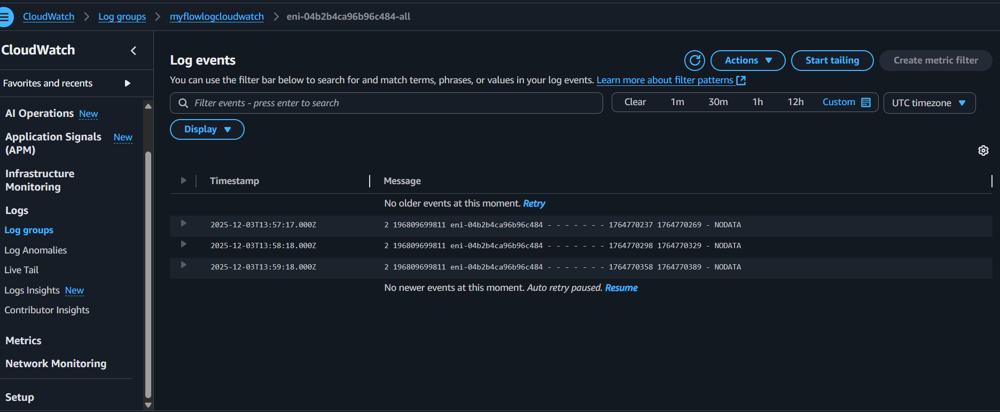 CloudWatch > Log groups > myflowlogcloudwatch > eni-04b2b4ca96b96c484-all
CloudWatch
Favorites and recents
AI Operations New
Application Signals New
(APM)
Infrastructure
Monitoring
Logs
Log groups
Log Anomalies
Live Tail
Logs Insights New
Contributor Insights
Metrics
Network Monitoring
Setup
Log events
Actions
Start tailing
Create metric filter
You can use the filter bar below to search for and match terms, phrases, or values in your log events. Learn more about filter patterns
Filter events - press enter to search
Clear 1m 30m 1h 12h Custom
UTC timezone
Display
Timestamp Message
No older events at this moment. Retry
2025-12-03T13:57:17.000Z 2 196809699811 eni-04b2b4ca96b96c484 - - - - - - - 1764770237 1764770269 - NODATA
2025-12-03T13:58:18.000Z 2 196809699811 eni-04b2b4ca96b96c484 - - - - - - - 1764770298 1764770329 - NODATA
2025-12-03T13:59:18.000Z 2 196809699811 eni-04b2b4ca96b96c484 - - - - - - - 1764770358 1764770389 - NODATA
No newer events at this moment. Auto retry paused. Resume